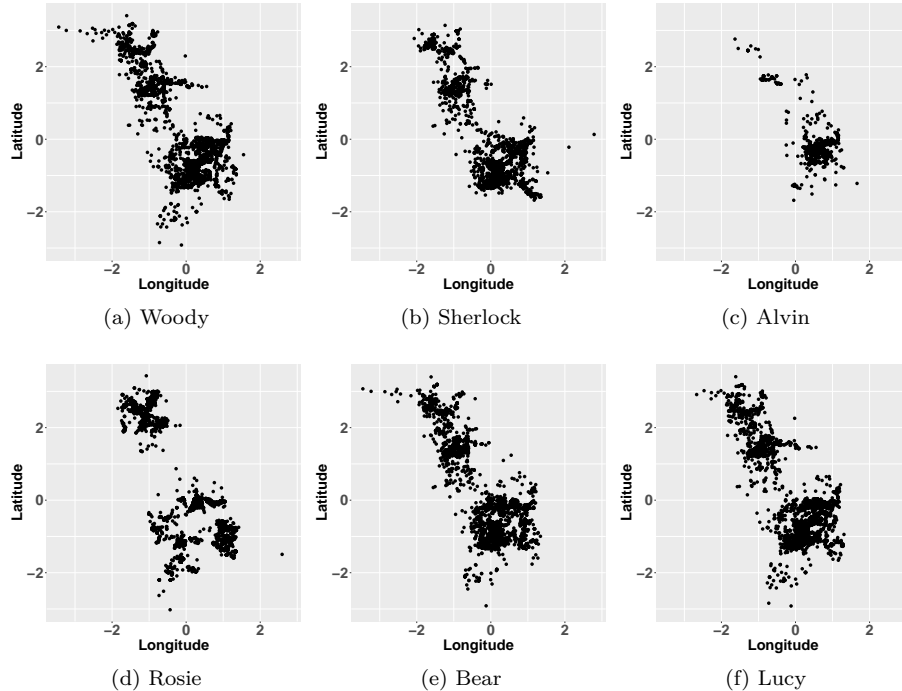 2
0
−2
Latitude
−2 0 2
Longitude
(a) Woody
2
0
−2
Latitude
−2 0 2
Longitude
(b) Sherlock
2
0
−2
Latitude
−2 0 2
Longitude
(c) Alvin
2
0
−2
Latitude
−2 0 2
Longitude
(d) Rosie
2
0
−2
Latitude
−2 0 2
Longitude
(e) Bear
2
0
−2
Latitude
−2 0 2
Longitude
(f) Lucy